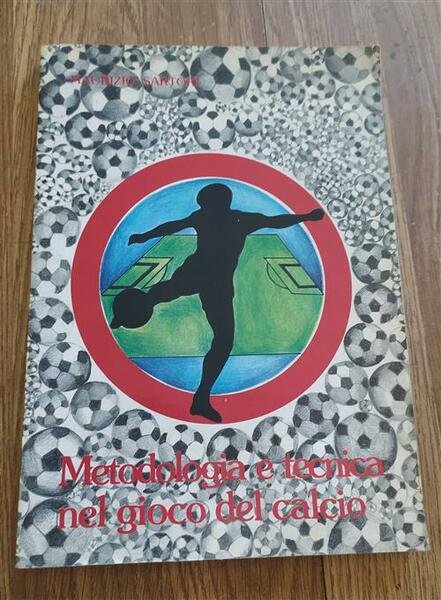 MAURIZIO SARTORI
Metodologia e tecnica
nel gioco del calcio